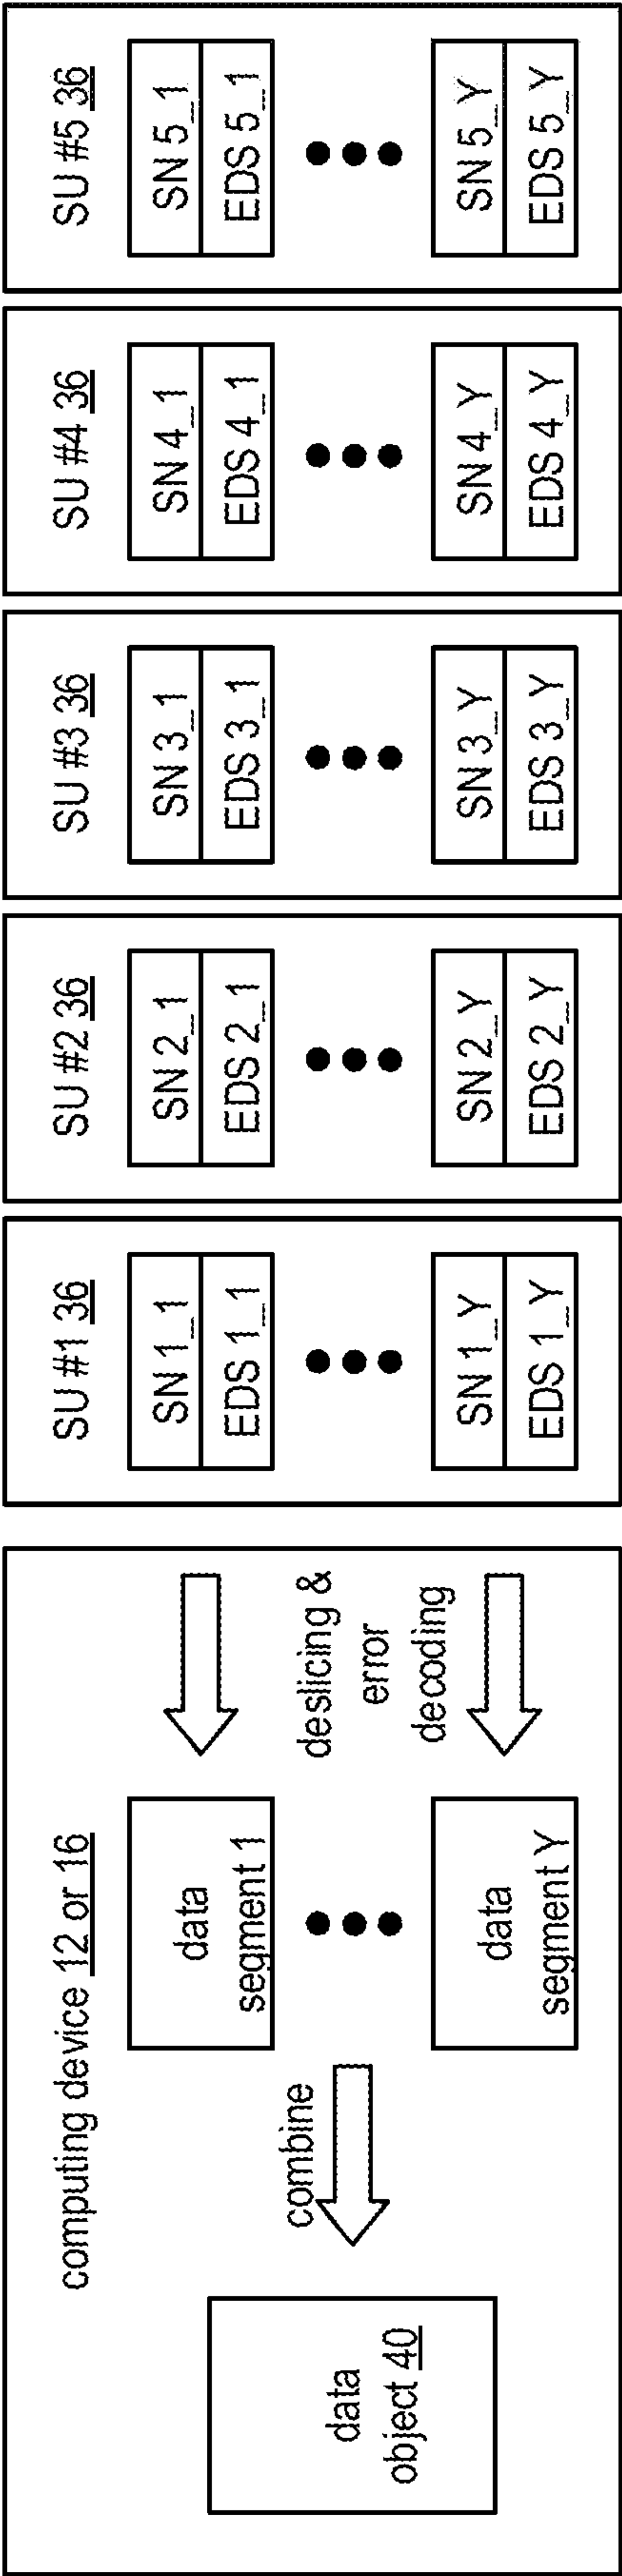 computing device 12 or 16
data
object 40
combine
data
segment 1
data
segment Y
deslicing &
error
decoding
SU #1 36
SN 1_1
EDS 1_1
SN 1_Y
EDS 1_Y
SU #2 36
SN 2_1
EDS 2_1
SN 2_Y
EDS 2_Y
SU #3 36
SN 3_1
EDS 3_1
SN 3_Y
EDS 3_Y
SU #4 36
SN 4_1
EDS 4_1
SN 4_Y
EDS 4_Y
SU #5 36
SN 5_1
EDS 5_1
SN 5_Y
EDS 5_Y